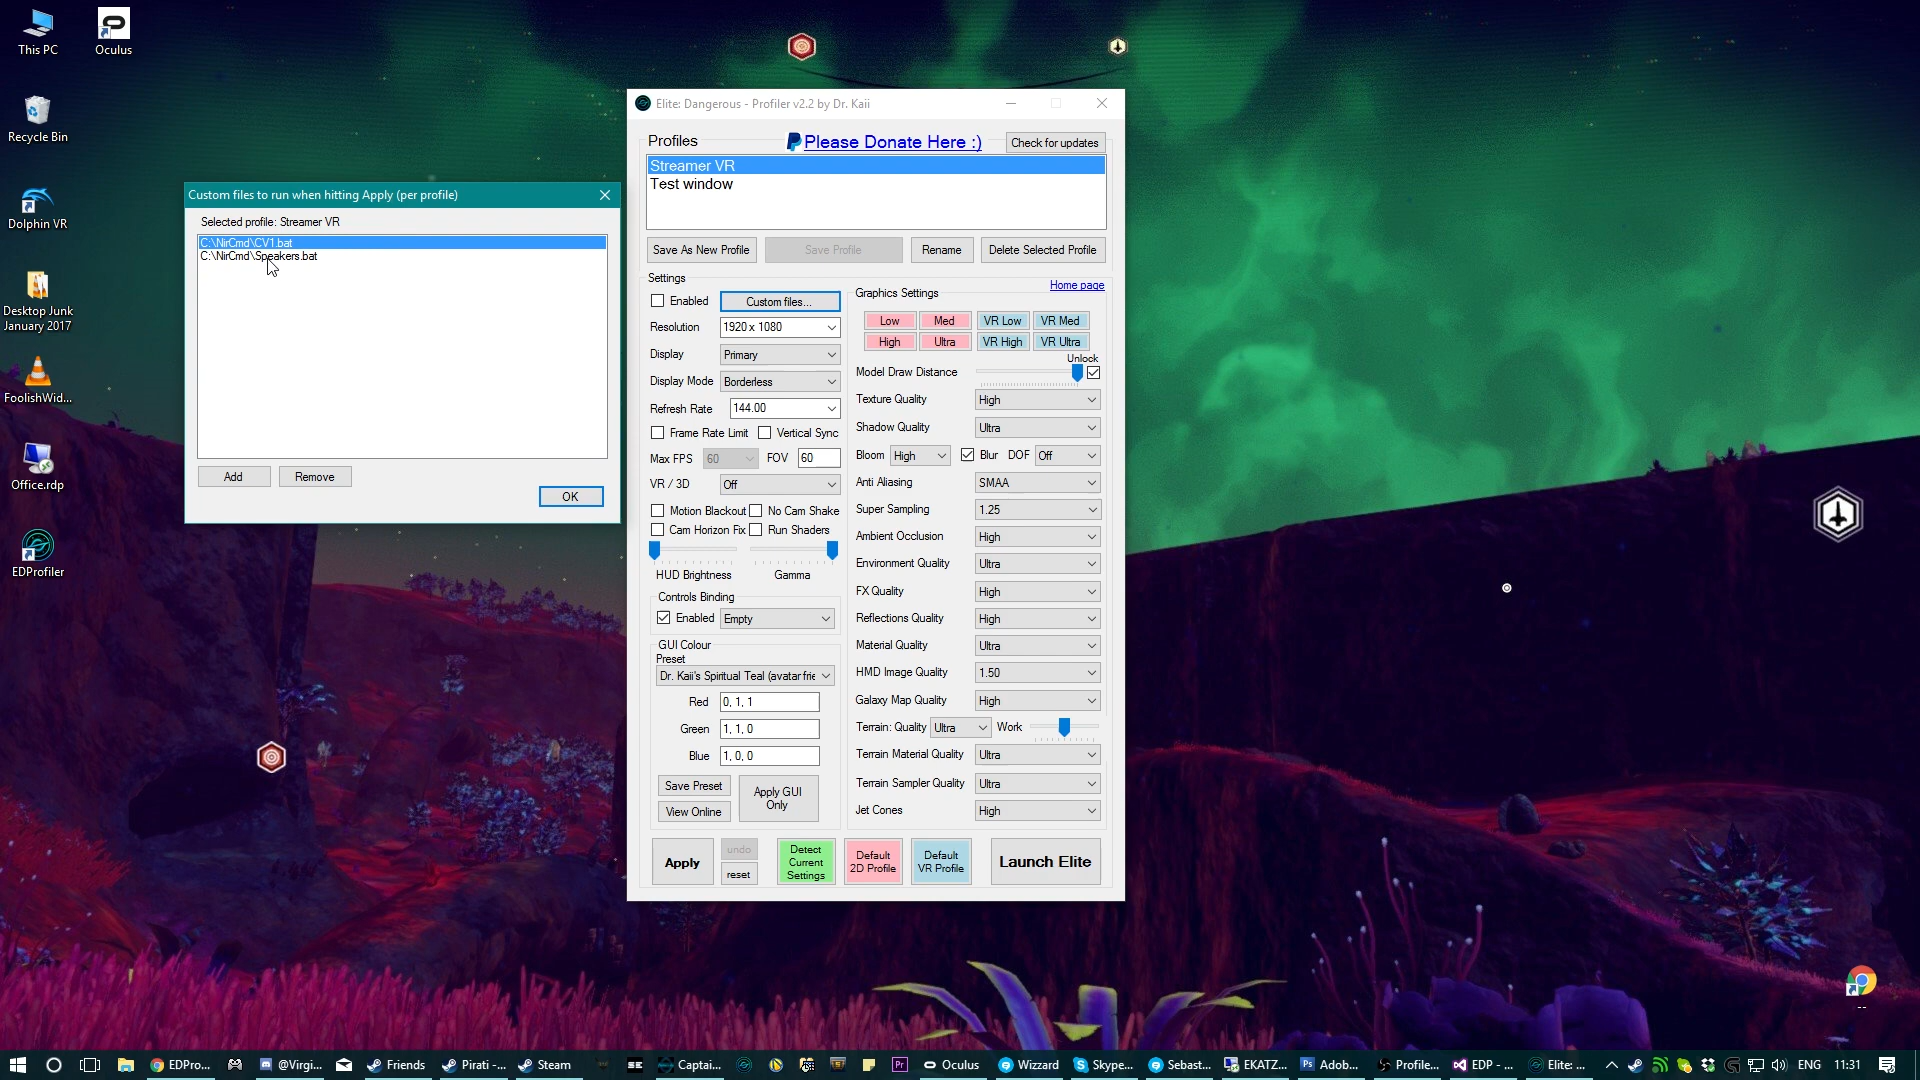 This PC
Oculus
Recycle Bin
Dolphin VR
Desktop Junk
January 2017
FoolishWid...
Office.rdp
EDProfiler
Custom files to run when hitting Apply (per profile)
Selected profile: Streamer VR
C:\NirCmd\CV1.bat
C:\NirCmd\Speakers.bat
Add
Remove
OK
Elite: Dangerous - Profiler v2.2 by Dr. Kaii
Profiles
Please Donate Here :)
Check for updates
Streamer VR
Test window
Save As New Profile
Save Profile
Rename
Delete Selected Profile
Settings
Home page
Enabled
Custom files...
Resolution
1920 x 1080
Display
Primary
Display Mode
Borderless
Refresh Rate
144.00
Frame Rate Limit
Vertical Sync
Max FPS
60
FOV
60
VR / 3D
Off
Motion Blackout
No Cam Shake
Cam Horizon Fix
Run Shaders
HUD Brightness
Gamma
Controls Binding
Enabled
Empty
GUI Colour
Preset
Dr. Kaii's Spiritual Teal (avatar frie
Red
0, 1, 1
Green
1, 1, 0
Blue
1, 0, 0
Save Preset
View Online
Apply GUI
Only
Graphics Settings
Low
Med
VR Low
VR Med
High
Ultra
VR High
VR Ultra
Unlock
Model Draw Distance
Texture Quality
High
Shadow Quality
Ultra
Bloom
High
Blur
DOF
Off
Anti Aliasing
SMAA
Super Sampling
1.25
Ambient Occlusion
High
Environment Quality
Ultra
FX Quality
High
Reflections Quality
High
Material Quality
Ultra
HMD Image Quality
1.50
Galaxy Map Quality
High
Terrain: Quality
Ultra
Work
Terrain Material Quality
Ultra
Terrain Sampler Quality
Ultra
Jet Cones
High
Apply
undo
reset
Detect
Current
Settings
Default
2D Profile
Default
VR Profile
Launch Elite
--
EDPro...
@Virgi...
Friends
Pirati -...
Steam
Captai...
Pr
Oculus
Wizzard
Skype...
Sebast...
EKATZ...
Ps
Adob...
Profile...
EDP - ...
Elite: ...
ENG
11:31